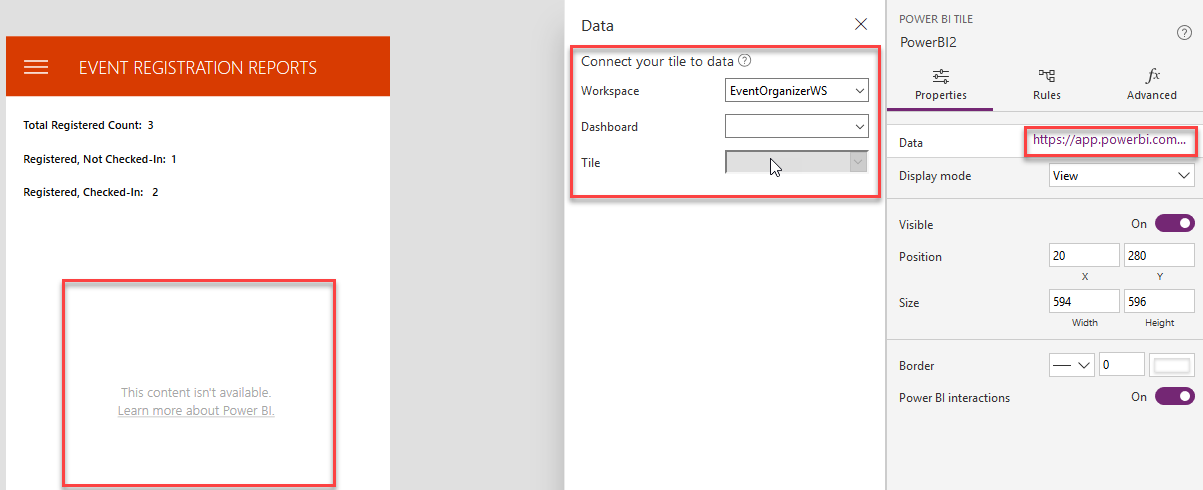 EVENT REGISTRATION REPORTS
Total Registered Count: 3
Registered, Not Checked-In: 1
Registered, Checked-In: 2
This content isn't available.
Learn more about Power BI.
Data
Connect your tile to data ?
Workspace EventOrganizerWS
Dashboard
Tile
POWER BI TILE
PowerBI2
?
Properties Rules fx Advanced
Data https://app.powerbi.com...
Display mode View
Visible On
Position 20 280
X Y
Size 594 596
Width Height
Border 0
Power BI interactions On